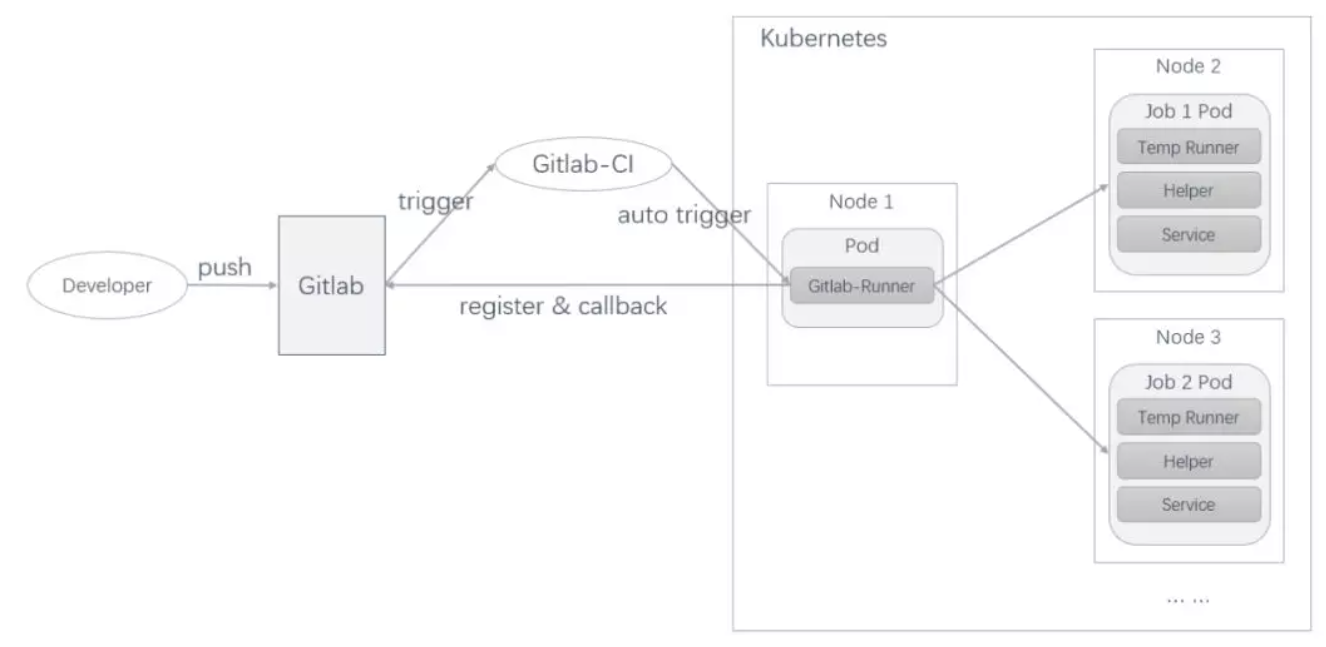 Kubernetes
Node 2
Job 1 Pod
Temp Runner
Helper
Service
Gitlab-CI
trigger
auto trigger
Node 1
Pod
Gitlab-Runner
Developer
push
Gitlab
register & callback
Node 3
Job 2 Pod
Temp Runner
Helper
Service
... ...